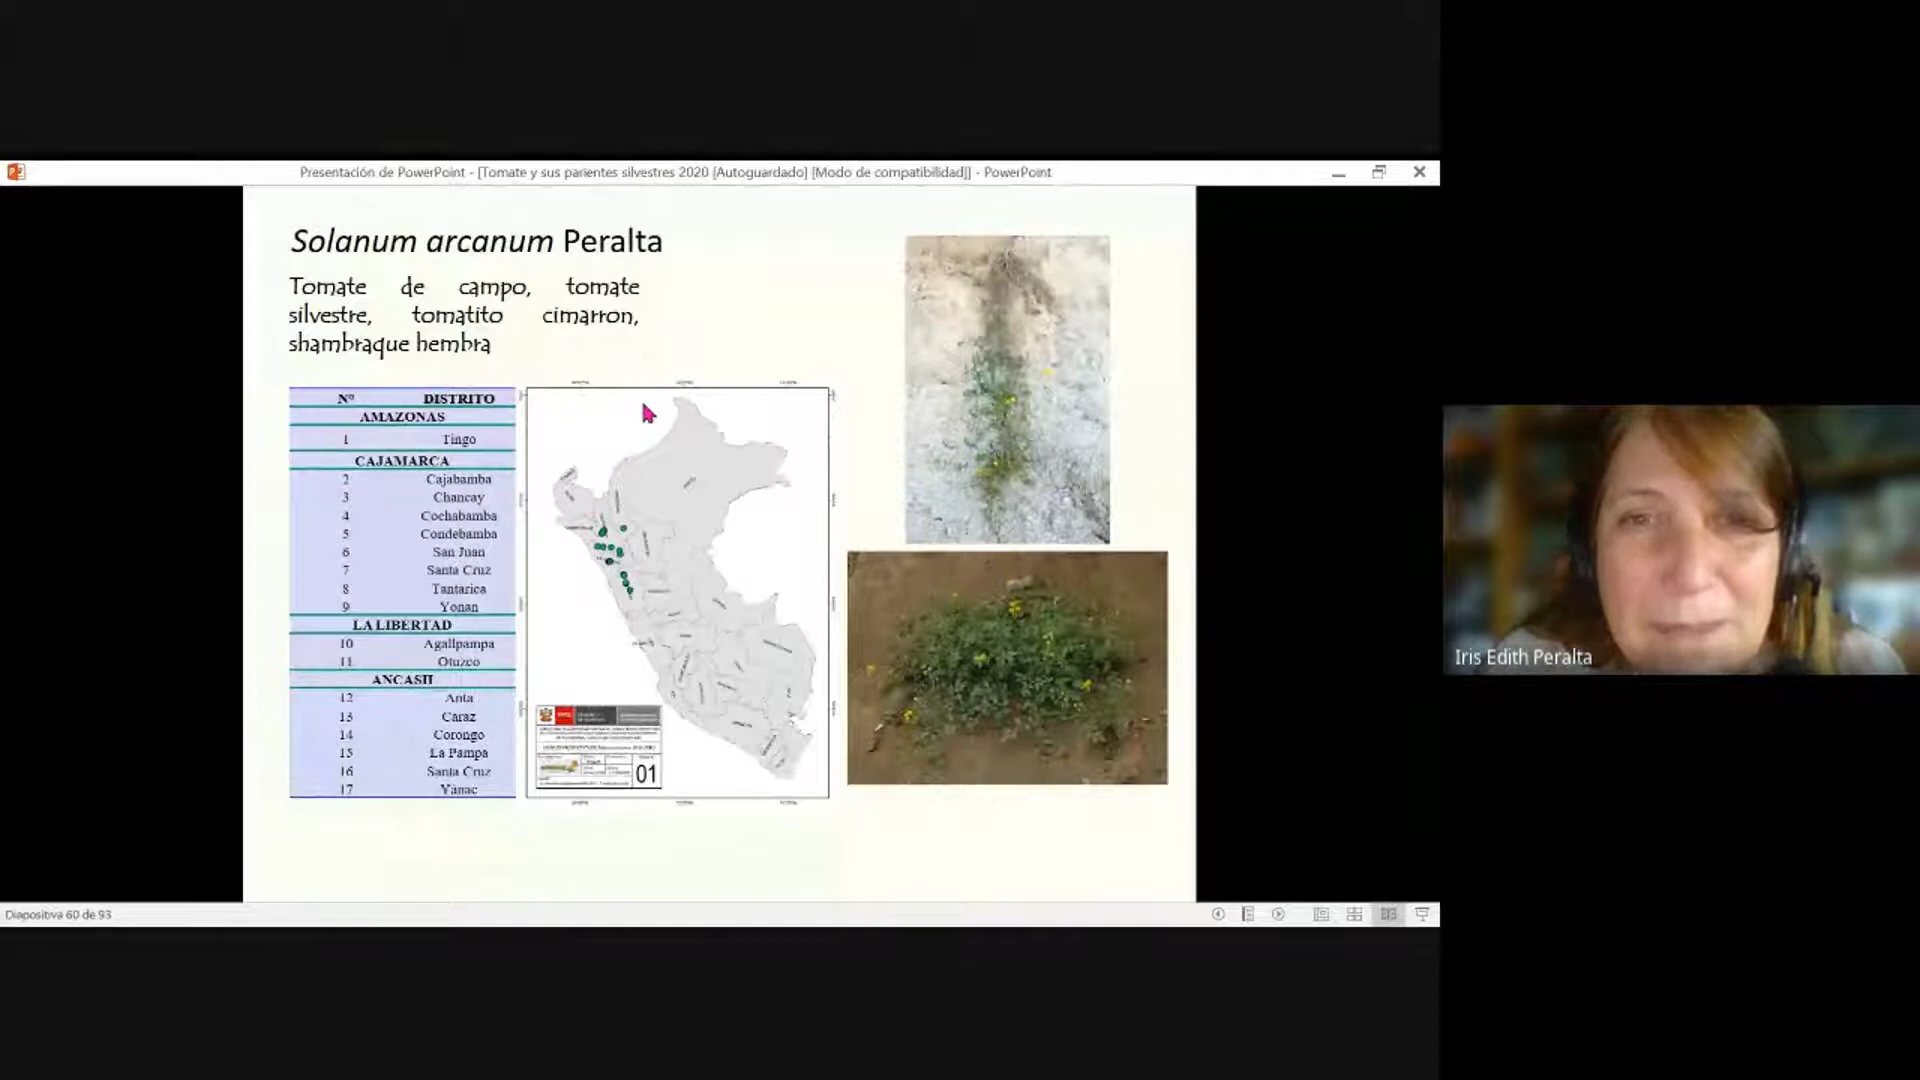 Presentación de PowerPoint - [Tomate y sus parientes silvestres 2020 [Autoguardado] [Modo de compatibilidad]] - PowerPoint
Solanum arcanum Peralta
Tomate de campo, tomate
silvestre, tomatito cimarron,
shambraque hembra
N° DISTRITO
AMAZONAS
1 Tingo
CAJAMARCA
2 Cajabamba
3 Chancay
4 Cochabamba
5 Condebamba
6 San Juan
7 Santa Cruz
8 Tantarica
9 Yonan
LA LIBERTAD
10 Agallpampa
11 Otuzco
ANCASH
12 Anta
13 Caraz
14 Corongo
15 La Pampa
16 Santa Cruz
17 Yanac
01
Iris Edith Peralta
Diapositiva 60 de 93